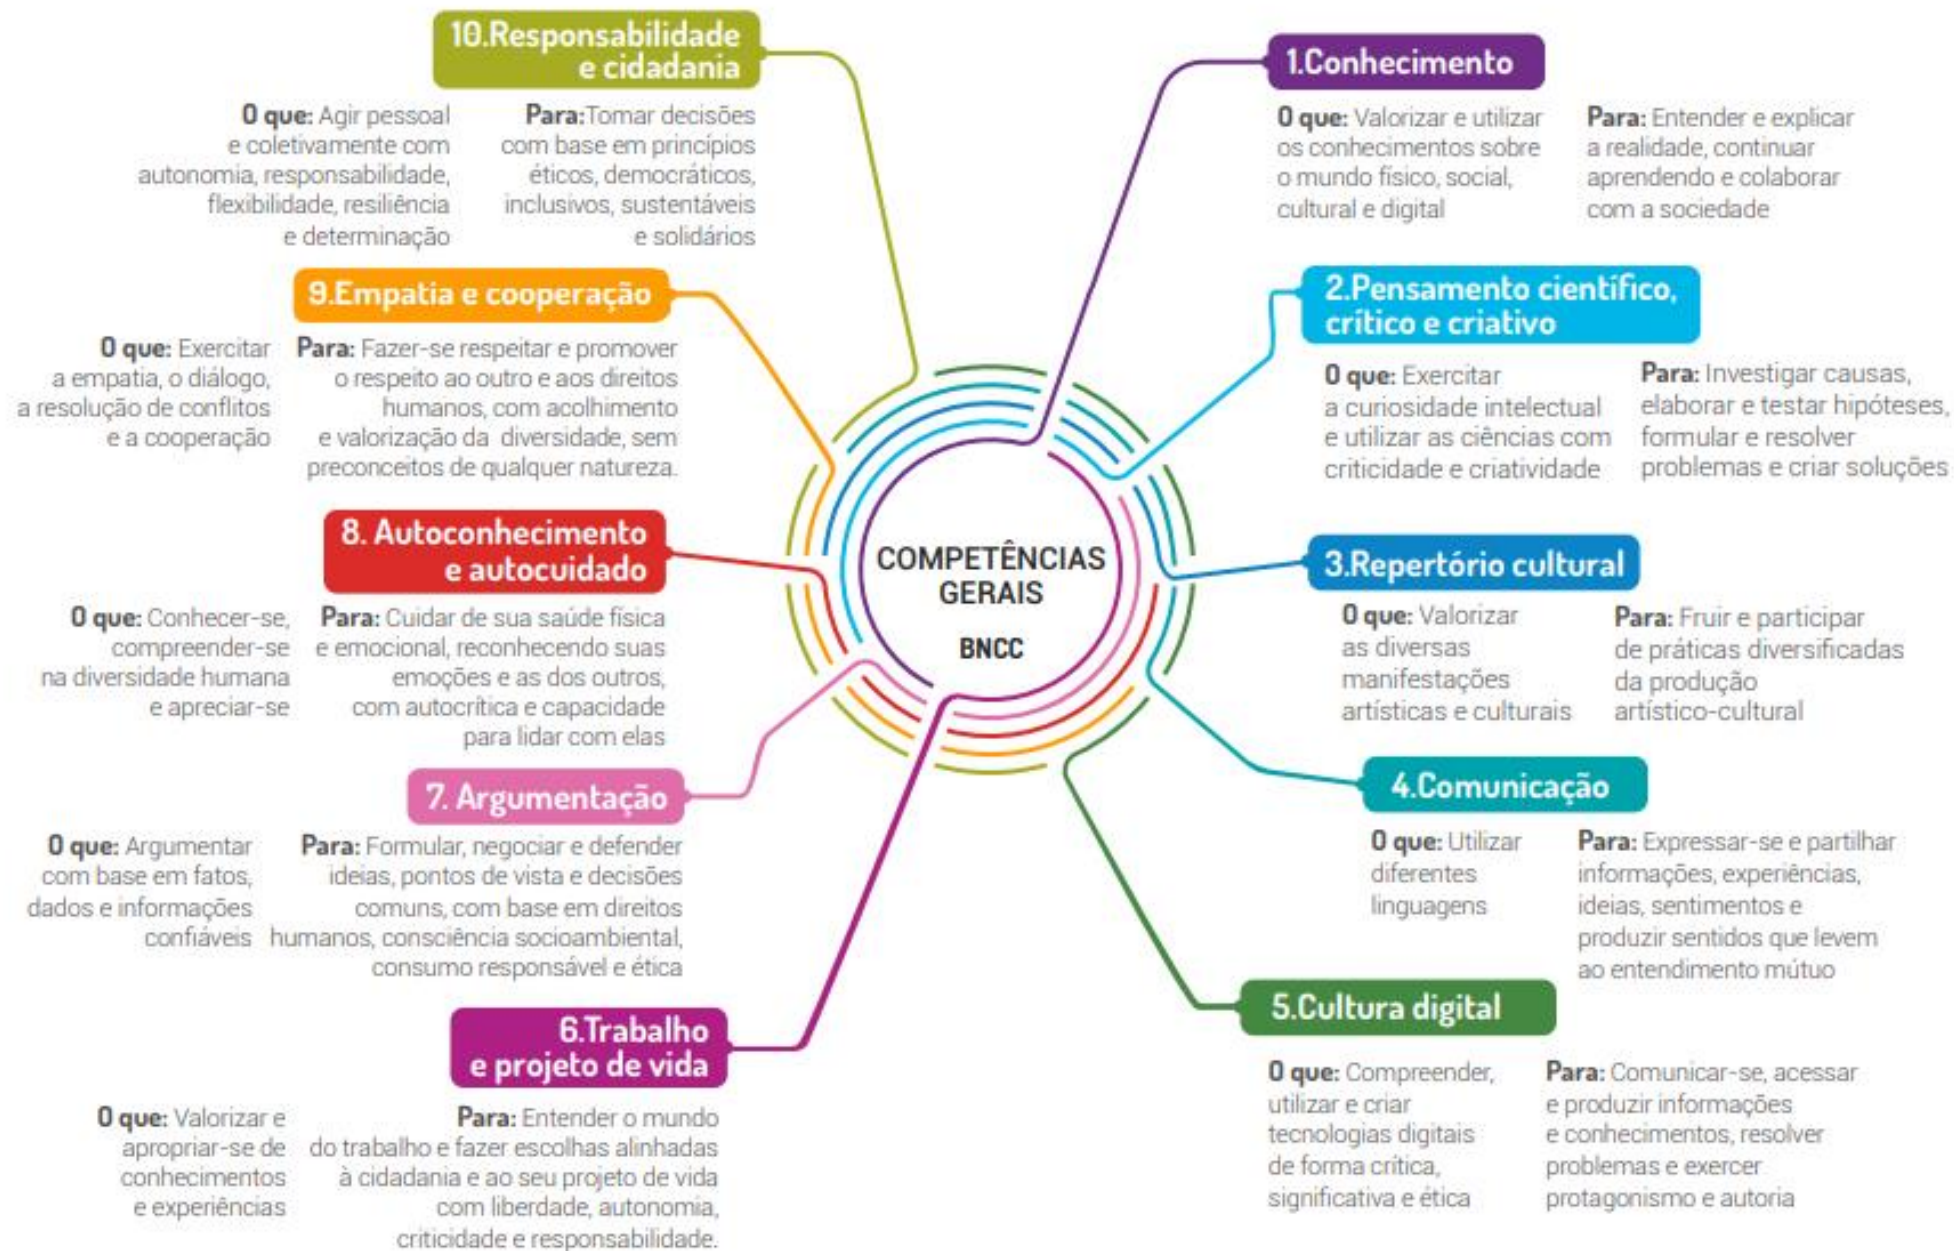 COMPETÊNCIAS
GERAIS
BNCC
1.Conhecimento
O que: Valorizar e utilizar
os conhecimentos sobre
o mundo físico, social,
cultural e digital
Para: Entender e explicar
a realidade, continuar
aprendendo e colaborar
com a sociedade
2.Pensamento científico,
crítico e criativo
O que: Exercitar
a curiosidade intelectual
e utilizar as ciências com
criticidade e criatividade
Para: Investigar causas,
elaborar e testar hipóteses,
formular e resolver
problemas e criar soluções
3.Repertório cultural
O que: Valorizar
as diversas
manifestações
artísticas e culturais
Para: Fruir e participar
de práticas diversificadas
da produção
artístico-cultural
4.Comunicação
O que: Utilizar
diferentes
linguagens
Para: Expressar-se e partilhar
informações, experiências,
ideias, sentimentos e
produzir sentidos que levem
ao entendimento mútuo
5.Cultura digital
O que: Compreender,
utilizar e criar
tecnologias digitais
de forma crítica,
significativa e ética
Para: Comunicar-se, acessar
e produzir informações
e conhecimentos, resolver
problemas e exercer
protagonismo e autoria
6.Trabalho
e projeto de vida
O que: Valorizar e
apropriar-se de
conhecimentos
e experiências
Para: Entender o mundo
do trabalho e fazer escolhas alinhadas
à cidadania e ao seu projeto de vida
com liberdade, autonomia,
criticidade e responsabilidade.
7. Argumentação
O que: Argumentar
com base em fatos,
dados e informações
confiáveis
Para: Formular, negociar e defender
ideias, pontos de vista e decisões
comuns, com base em direitos
humanos, consciência socioambiental,
consumo responsável e ética
8. Autoconhecimento
e autocuidado
O que: Conhecer-se,
compreender-se
na diversidade humana
e apreciar-se
Para: Cuidar de sua saúde física
e emocional, reconhecendo suas
emoções e as dos outros,
com autocrítica e capacidade
para lidar com elas
9.Empatia e cooperação
O que: Exercitar
a empatia, o diálogo,
a resolução de conflitos
e a cooperação
Para: Fazer-se respeitar e promover
o respeito ao outro e aos direitos
humanos, com acolhimento
e valorização da diversidade, sem
preconceitos de qualquer natureza.
10.Responsabilidade
e cidadania
O que: Agir pessoal
e coletivamente com
autonomia, responsabilidade,
flexibilidade, resiliência
e determinação
Para:Tomar decisões
com base em princípios
éticos, democráticos,
inclusivos, sustentáveis
e solidários